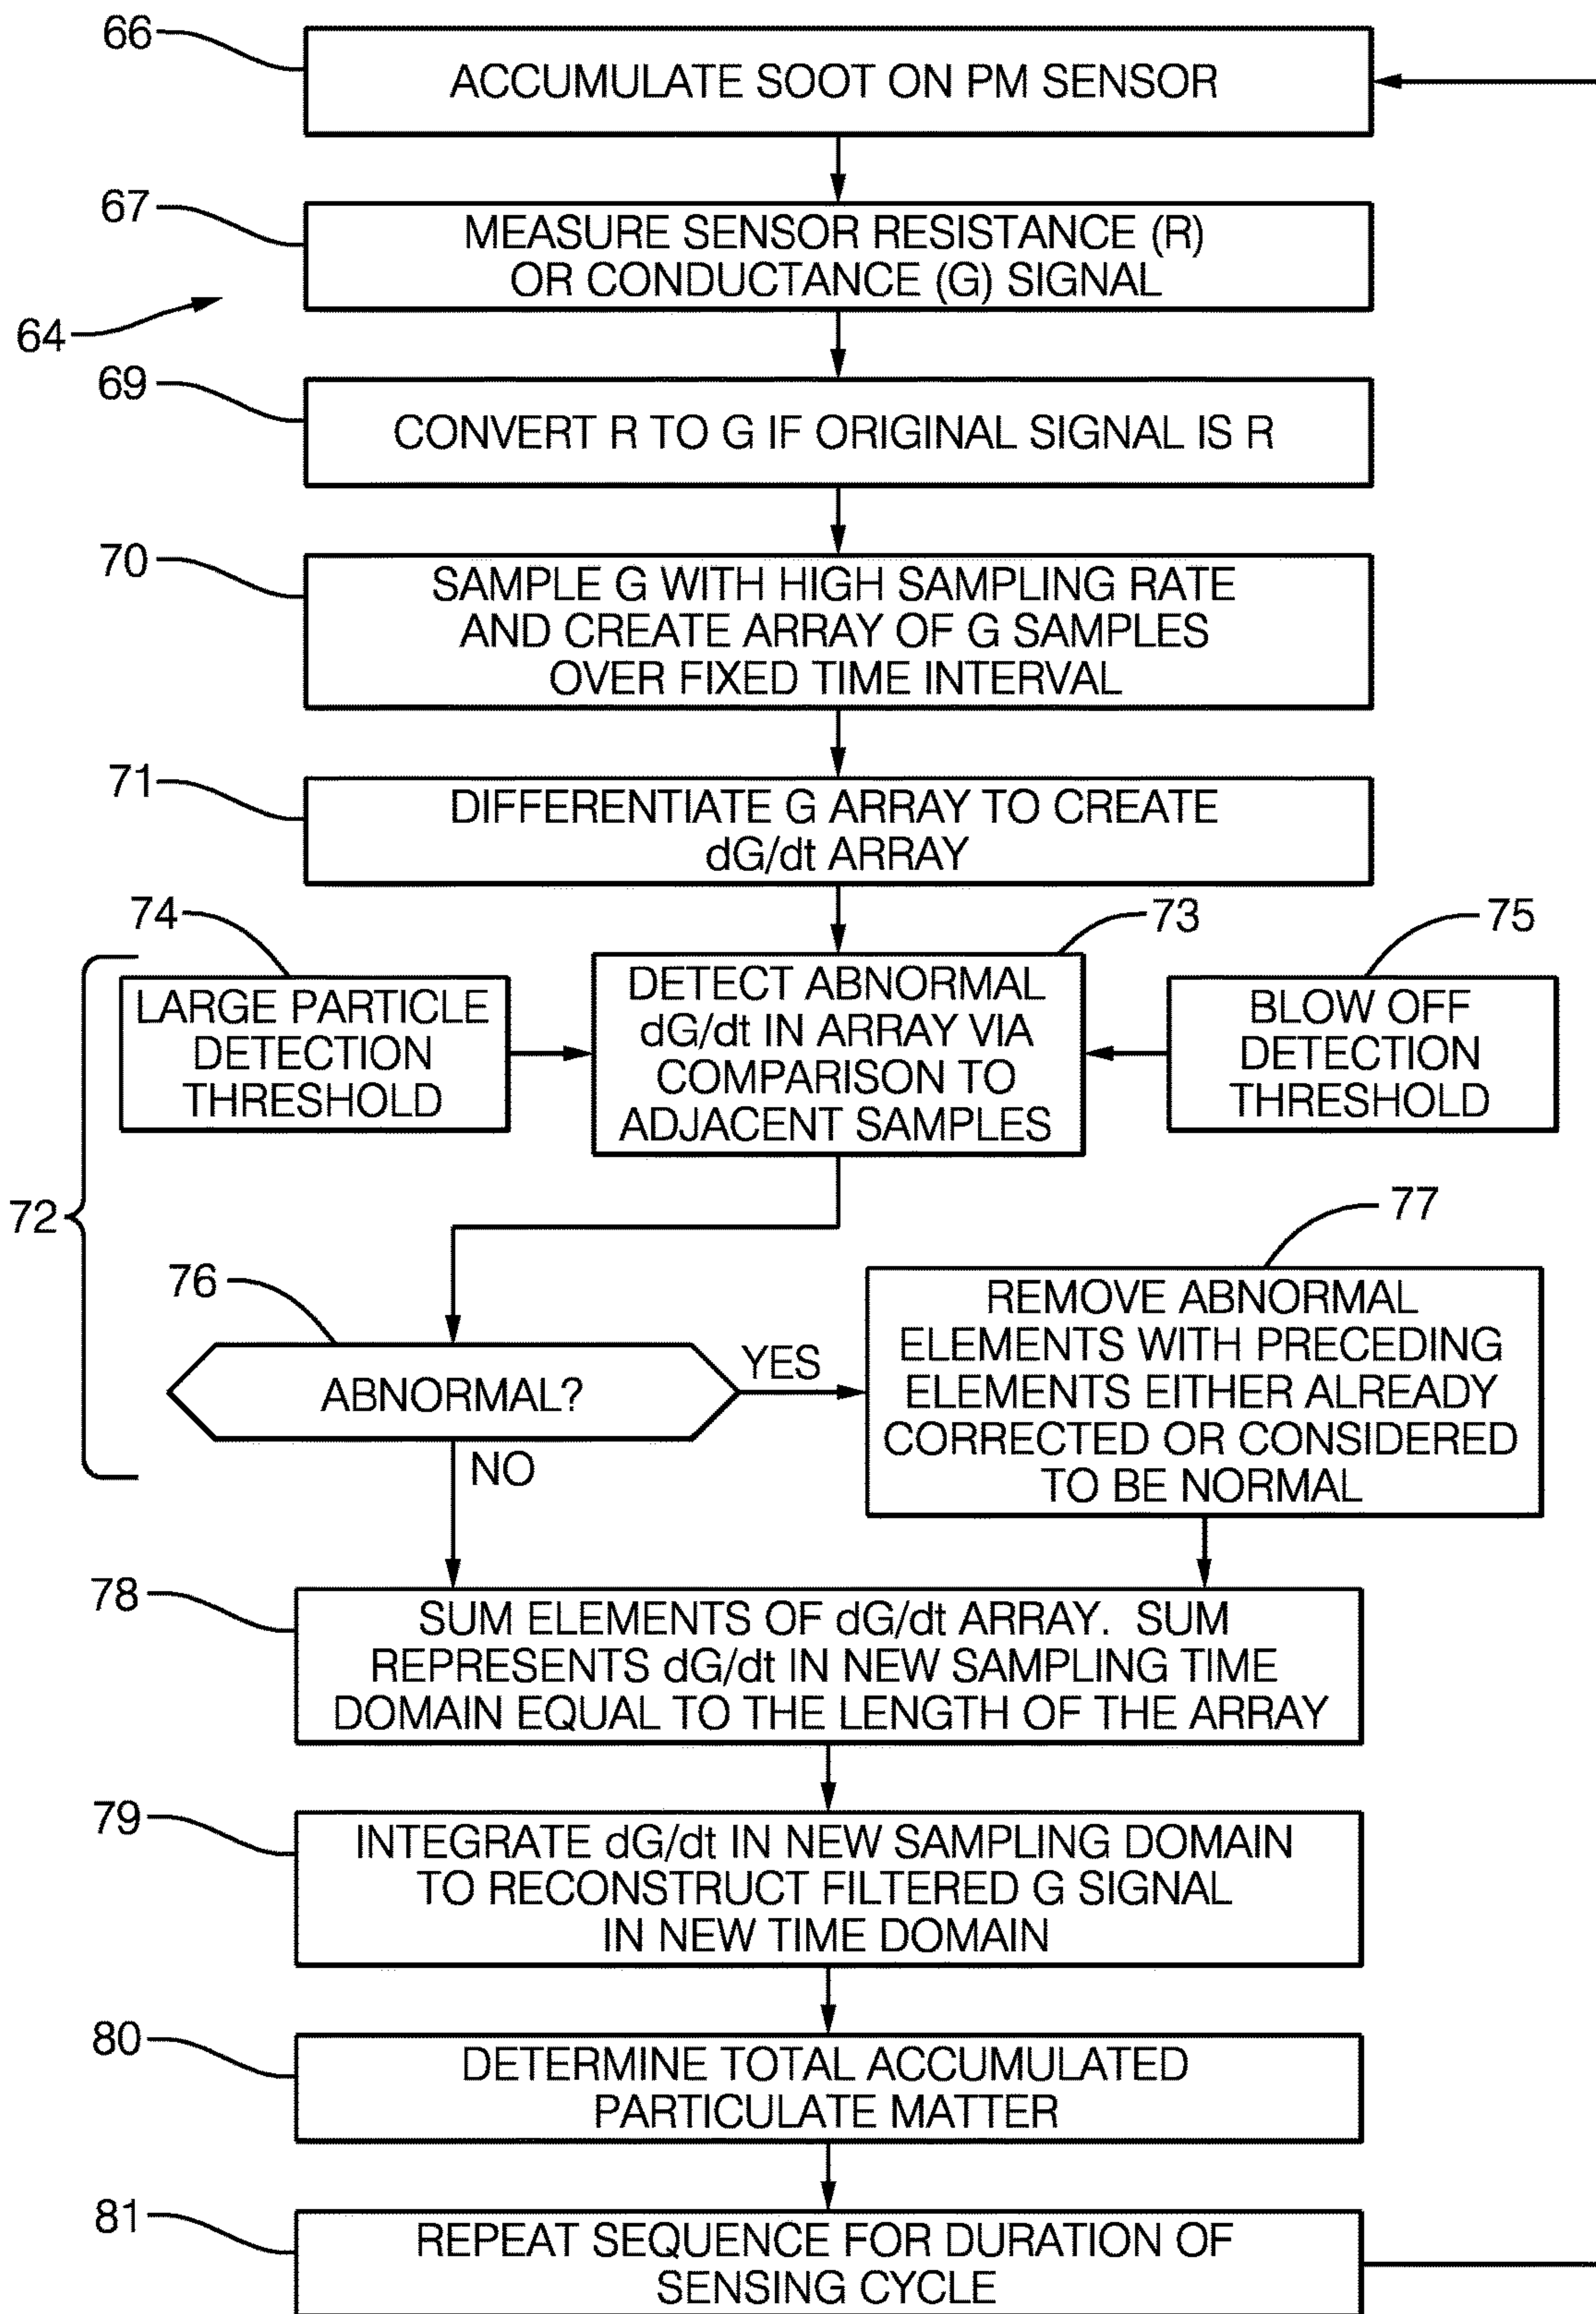 66
ACCUMULATE SOOT ON PM SENSOR
67
MEASURE SENSOR RESISTANCE (R)
OR CONDUCTANCE (G) SIGNAL
64
69
CONVERT R TO G IF ORIGINAL SIGNAL IS R
70
SAMPLE G WITH HIGH SAMPLING RATE
AND CREATE ARRAY OF G SAMPLES
OVER FIXED TIME INTERVAL
71
DIFFERENTIATE G ARRAY TO CREATE
dG/dt ARRAY
74
73
75
LARGE PARTICLE
DETECTION
THRESHOLD
DETECT ABNORMAL
dG/dt IN ARRAY VIA
COMPARISON TO
ADJACENT SAMPLES
BLOW OFF
DETECTION
THRESHOLD
72
77
76
ABNORMAL?
YES
NO
REMOVE ABNORMAL
ELEMENTS WITH PRECEDING
ELEMENTS EITHER ALREADY
CORRECTED OR CONSIDERED
TO BE NORMAL
78
SUM ELEMENTS OF dG/dt ARRAY. SUM
REPRESENTS dG/dt IN NEW SAMPLING TIME
DOMAIN EQUAL TO THE LENGTH OF THE ARRAY
79
INTEGRATE dG/dt IN NEW SAMPLING DOMAIN
TO RECONSTRUCT FILTERED G SIGNAL
IN NEW TIME DOMAIN
80
DETERMINE TOTAL ACCUMULATED
PARTICULATE MATTER
81
REPEAT SEQUENCE FOR DURATION OF
SENSING CYCLE